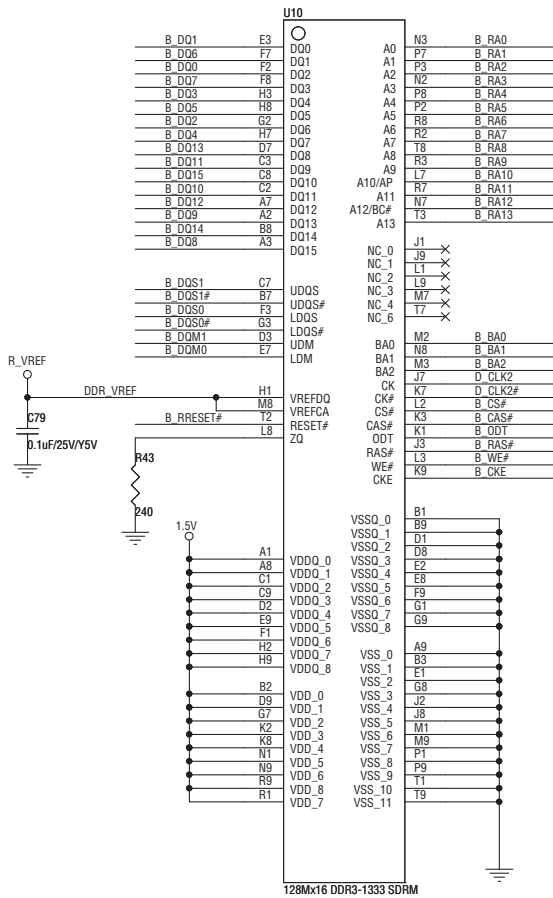 U10
B_DQ1 E3 DQ0 A0 N3 B_RA0
B_DQ6 F7 DQ1 A1 P7 B_RA1
B_DQ0 F2 DQ2 A2 P3 B_RA2
B_DQ7 F8 DQ3 A3 N2 B_RA3
B_DQ3 H3 DQ4 A4 P8 B_RA4
B_DQ5 H8 DQ5 A5 P2 B_RA5
B_DQ2 G2 DQ6 A6 R8 B_RA6
B_DQ4 H7 DQ7 A7 R2 B_RA7
B_DQ13 D7 DQ8 A8 T8 B_RA8
B_DQ11 C3 DQ9 A9 R3 B_RA9
B_DQ15 C8 DQ10 A10/AP L7 B_RA10
B_DQ10 C2 DQ11 A11 R7 B_RA11
B_DQ12 A7 DQ12 A12/BC# N7 B_RA12
B_DQ9 A2 DQ13 A13 T3 B_RA13
B_DQ14 B8 DQ14
B_DQ8 A3 DQ15
NC_0 J1
NC_1 J9
NC_2 L1
NC_3 L9
NC_4 M7
NC_6 T7
B_DQS1 C7 UDQS
B_DQS1# B7 UDQS#
B_DQS0 F3 LDQS
B_DQS0# G3 LDQS#
B_DQM1 D3 UDM
B_DQM0 E7 LDM
BA0 M2 B_BA0
BA1 N8 B_BA1
BA2 M3 B_BA2
CK J7 D_CLK2
CK# K7 D_CLK2#
CS# L2 B_CS#
CAS# K3 B_CAS#
ODT K1 B_ODT
RAS# J3 B_RAS#
WE# L3 B_WE#
CKE K9 B_CKE
R_VREF
DDR_VREF H1 VREFDQ
M8 VREFCA
B_RRESET# T2 RESET#
L8 ZQ
C79
0.1uF/25V/Y5V
R43
240
1.5V
A1 VDDQ_0
A8 VDDQ_1
C1 VDDQ_2
C9 VDDQ_3
D2 VDDQ_4
E9 VDDQ_5
F1 VDDQ_6
H2 VDDQ_7
H9 VDDQ_8
B2 VDD_0
D9 VDD_1
G7 VDD_2
K2 VDD_3
K8 VDD_4
N1 VDD_5
N9 VDD_6
R9 VDD_8
R1 VDD_7
VSSQ_0 B1
VSSQ_1 B9
VSSQ_2 D1
VSSQ_3 D8
VSSQ_4 E2
VSSQ_5 E8
VSSQ_6 F9
VSSQ_7 G1
VSSQ_8 G9
VSS_0 A9
VSS_1 B3
VSS_2 E1
VSS_3 G8
VSS_4 J2
VSS_5 J8
VSS_6 M1
VSS_7 M9
VSS_8 P1
VSS_9 P9
VSS_10 T1
VSS_11 T9
128Mx16 DDR3-1333 SDRM